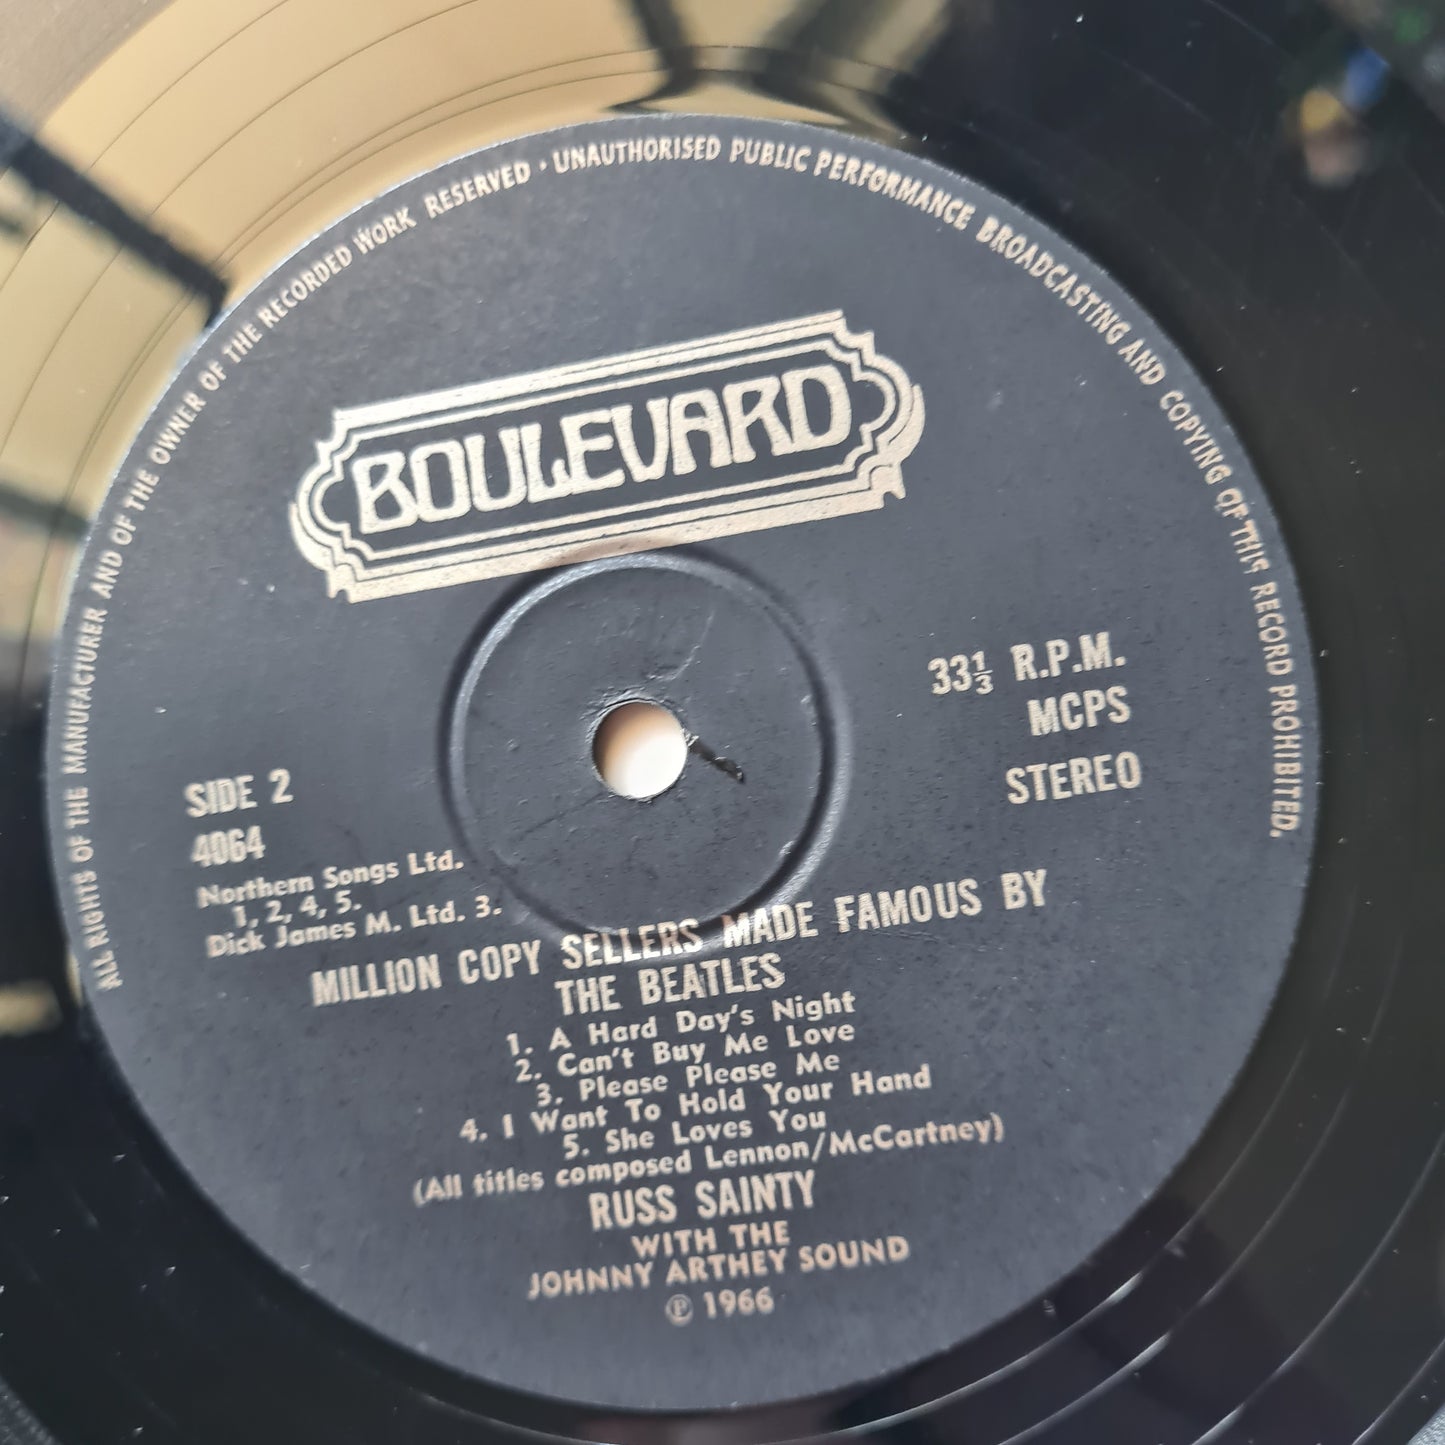 ALL RIGHTS OF THE MANUFACTURER AND OF THE OWNER OF THE RECORDED WORK RESERVED · UNAUTHORISED PUBLIC PERFORMANCE BROADCASTING AND COPYING OF THIS RECORD PROHIBITED.
BOULEVARD
33⅓ R.P.M.
MCPS
STEREO
SIDE 2
4064
Northern Songs Ltd.
1, 2, 4, 5.
Dick James M. Ltd. 3.
MILLION COPY SELLERS MADE FAMOUS BY
THE BEATLES
1. A Hard Day's Night
2. Can't Buy Me Love
3. Please Please Me
4. I Want To Hold Your Hand
5. She Loves You
(All titles composed Lennon/McCartney)
RUSS SAINTY
WITH THE
JOHNNY ARTHEY SOUND
℗ 1966